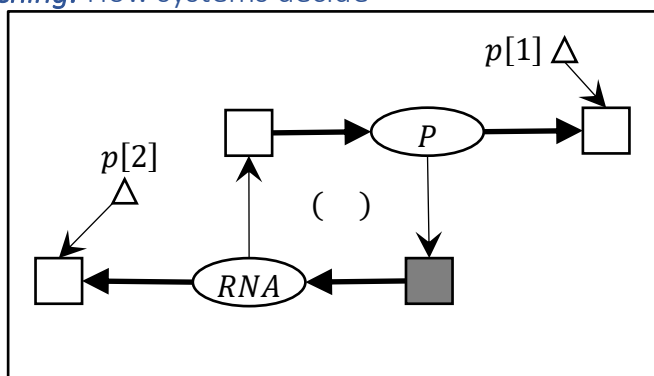 How systems decide
p[1]
P
p[2]
( )
RNA